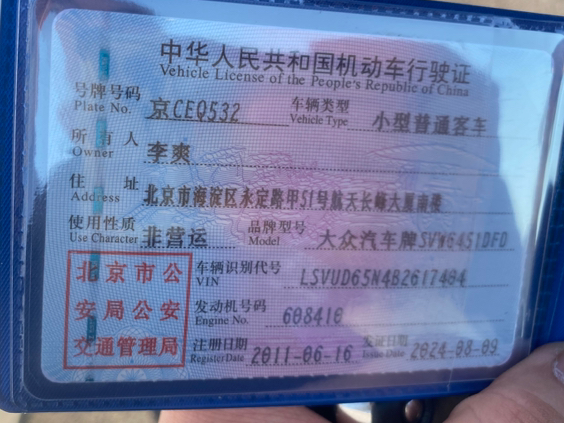 中华人民共和国机动车行驶证
Vehicle License of the People's Republic of China
号牌号码 京CEQ532 车辆类型 小型普通客车
Plate No. Vehicle Type
所有人 李爽
Owner
住址 北京市海淀区永定路甲51号航天长峰大厦南楼
Address
使用性质 非营运 品牌型号 大众汽车牌SVW6451DFD
Use Character Model
北京市公安局公安交通管理局
车辆识别代号 LSVUD65N4B2617484
VIN
发动机号码 608410
Engine No.
注册日期 2011-06-16 发证日期 2024-08-09
Register Date Issue Date